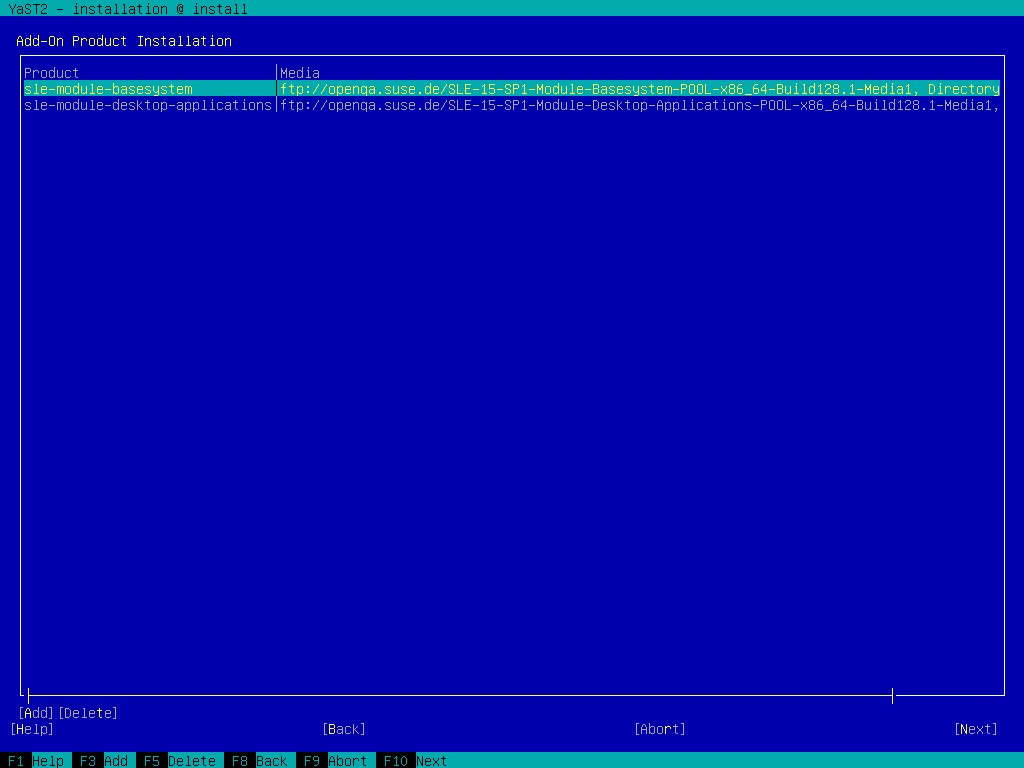 YaST2 - installation @ install
Add-On Product Installation
Product Media
sle-module-basesystem ftp://openqa.suse.de/SLE-15-SP1-Module-Basesystem-POOL-x86_64-Build128.1-Media1, Directory
sle-module-desktop-applications ftp://openqa.suse.de/SLE-15-SP1-Module-Desktop-Applications-POOL-x86_64-Build128.1-Media1,
[Add] [Delete]
[Help] [Back] [Abort] [Next]
F1 Help F3 Add F5 Delete F8 Back F9 Abort F10 Next